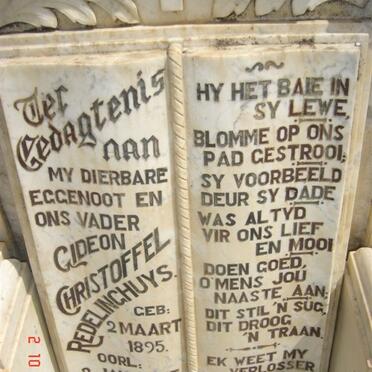 Ter
Gedagtenis
aan
MY DIERBARE
EGGENOOT EN
ONS VADER
GIDEON
CHRISTOFFEL
REDELINGHUYS.
GEB:
2 MAART
1895.
OORL:
HY HET BAIE IN
SY LEWE,
BLOMME OP ONS
PAD GESTROOI;
SY VOORBEELD
DEUR SY DADE
WAS ALTYD
VIR ONS LIEF
EN MOOI
DOEN GOED,
O'MENS JOU
NAASTE AAN;
DIT STIL 'N SUG,
DIT DROOG
'N TRAAN.
EK WEET MY
VERLOSSER
2 10